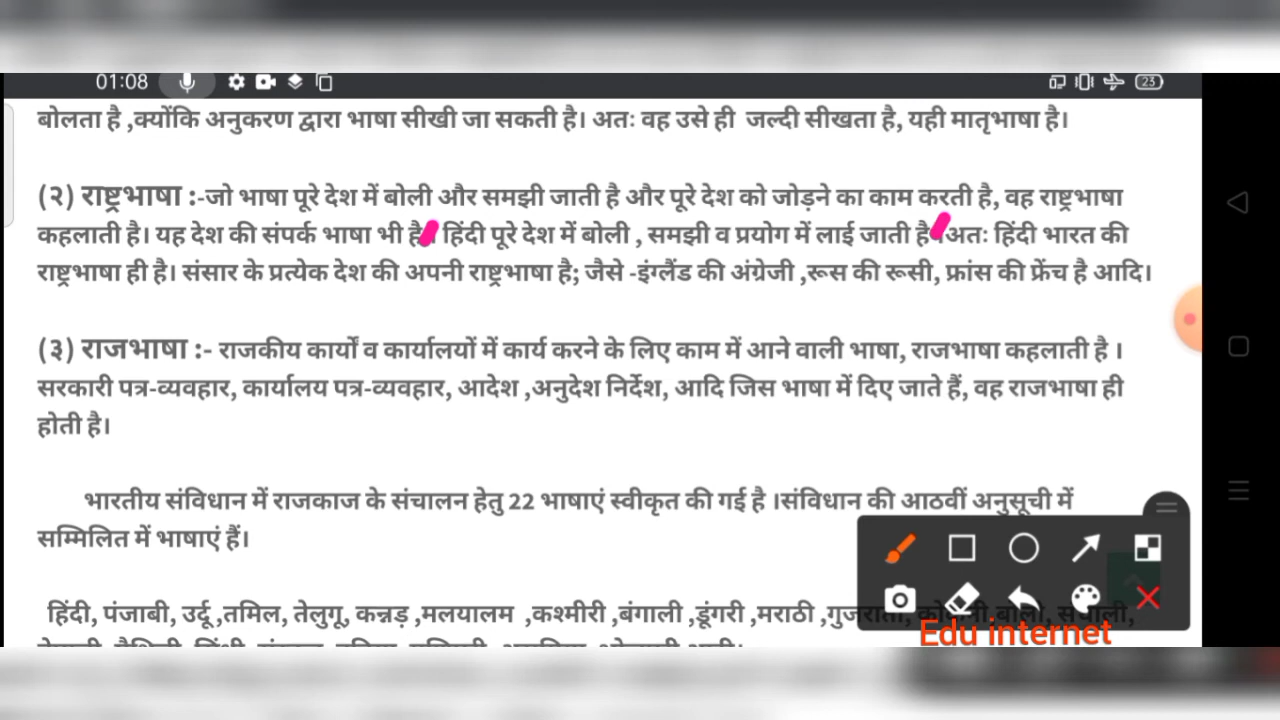 01:08
23
बोलता है ,क्योंकि अनुकरण द्वारा भाषा सीखी जा सकती है। अतः वह उसे ही जल्दी सीखता है, यही मातृभाषा है।
(२) राष्ट्रभाषा :-जो भाषा पूरे देश में बोली और समझी जाती है और पूरे देश को जोड़ने का काम करती है, वह राष्ट्रभाषा
कहलाती है। यह देश की संपर्क भाषा भी है। हिंदी पूरे देश में बोली , समझी व प्रयोग में लाई जाती है ।अतः हिंदी भारत की
राष्ट्रभाषा ही है। संसार के प्रत्येक देश की अपनी राष्ट्रभाषा है; जैसे -इंग्लैंड की अंग्रेजी ,रूस की रूसी, फ्रांस की फ्रेंच है आदि।
(३) राजभाषा :- राजकीय कार्यों व कार्यालयों में कार्य करने के लिए काम में आने वाली भाषा, राजभाषा कहलाती है ।
सरकारी पत्र-व्यवहार, कार्यालय पत्र-व्यवहार, आदेश ,अनुदेश निर्देश, आदि जिस भाषा में दिए जाते हैं, वह राजभाषा ही
होती है।
भारतीय संविधान में राजकाज के संचालन हेतु 22 भाषाएं स्वीकृत की गई है ।संविधान की आठवीं अनुसूची में
सम्मिलित में भाषाएं हैं।
हिंदी, पंजाबी, उर्दू ,तमिल, तेलुगू, कन्नड़ ,मलयालम ,कश्मीरी ,बंगाली ,डूंगरी ,मराठी ,गुजराती,
Edu internet